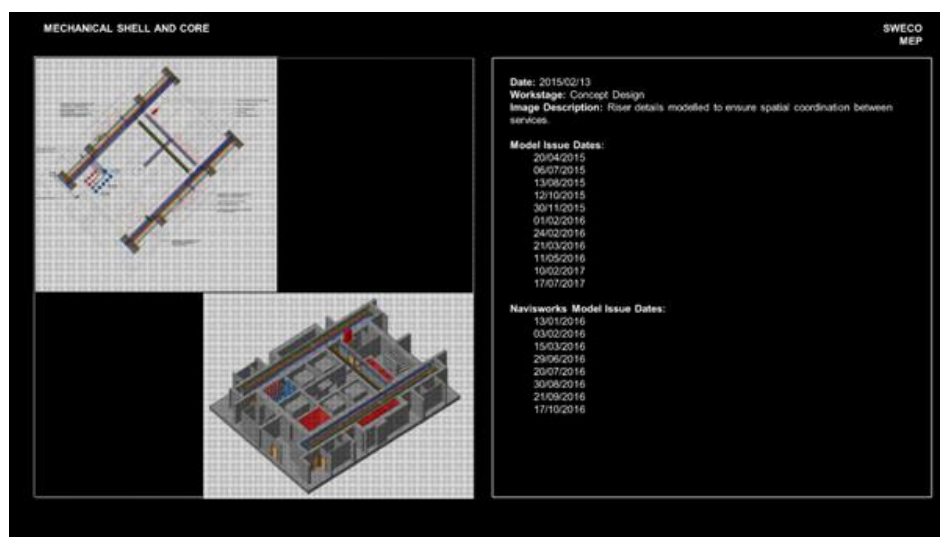 MECHANICAL SHELL AND CORE
SWECO
MEP
Date: 2015/02/13
Workstage: Concept Design
Image Description: Riser details modelled to ensure spatial coordination between
services.
Model Issue Dates:
20/04/2015
06/07/2015
13/08/2015
12/10/2015
30/11/2015
01/02/2016
24/02/2016
21/03/2016
11/05/2016
10/02/2017
17/07/2017
Navisworks Model Issue Dates:
13/01/2016
03/02/2016
15/03/2016
29/06/2016
20/07/2016
30/08/2016
21/09/2016
17/10/2016